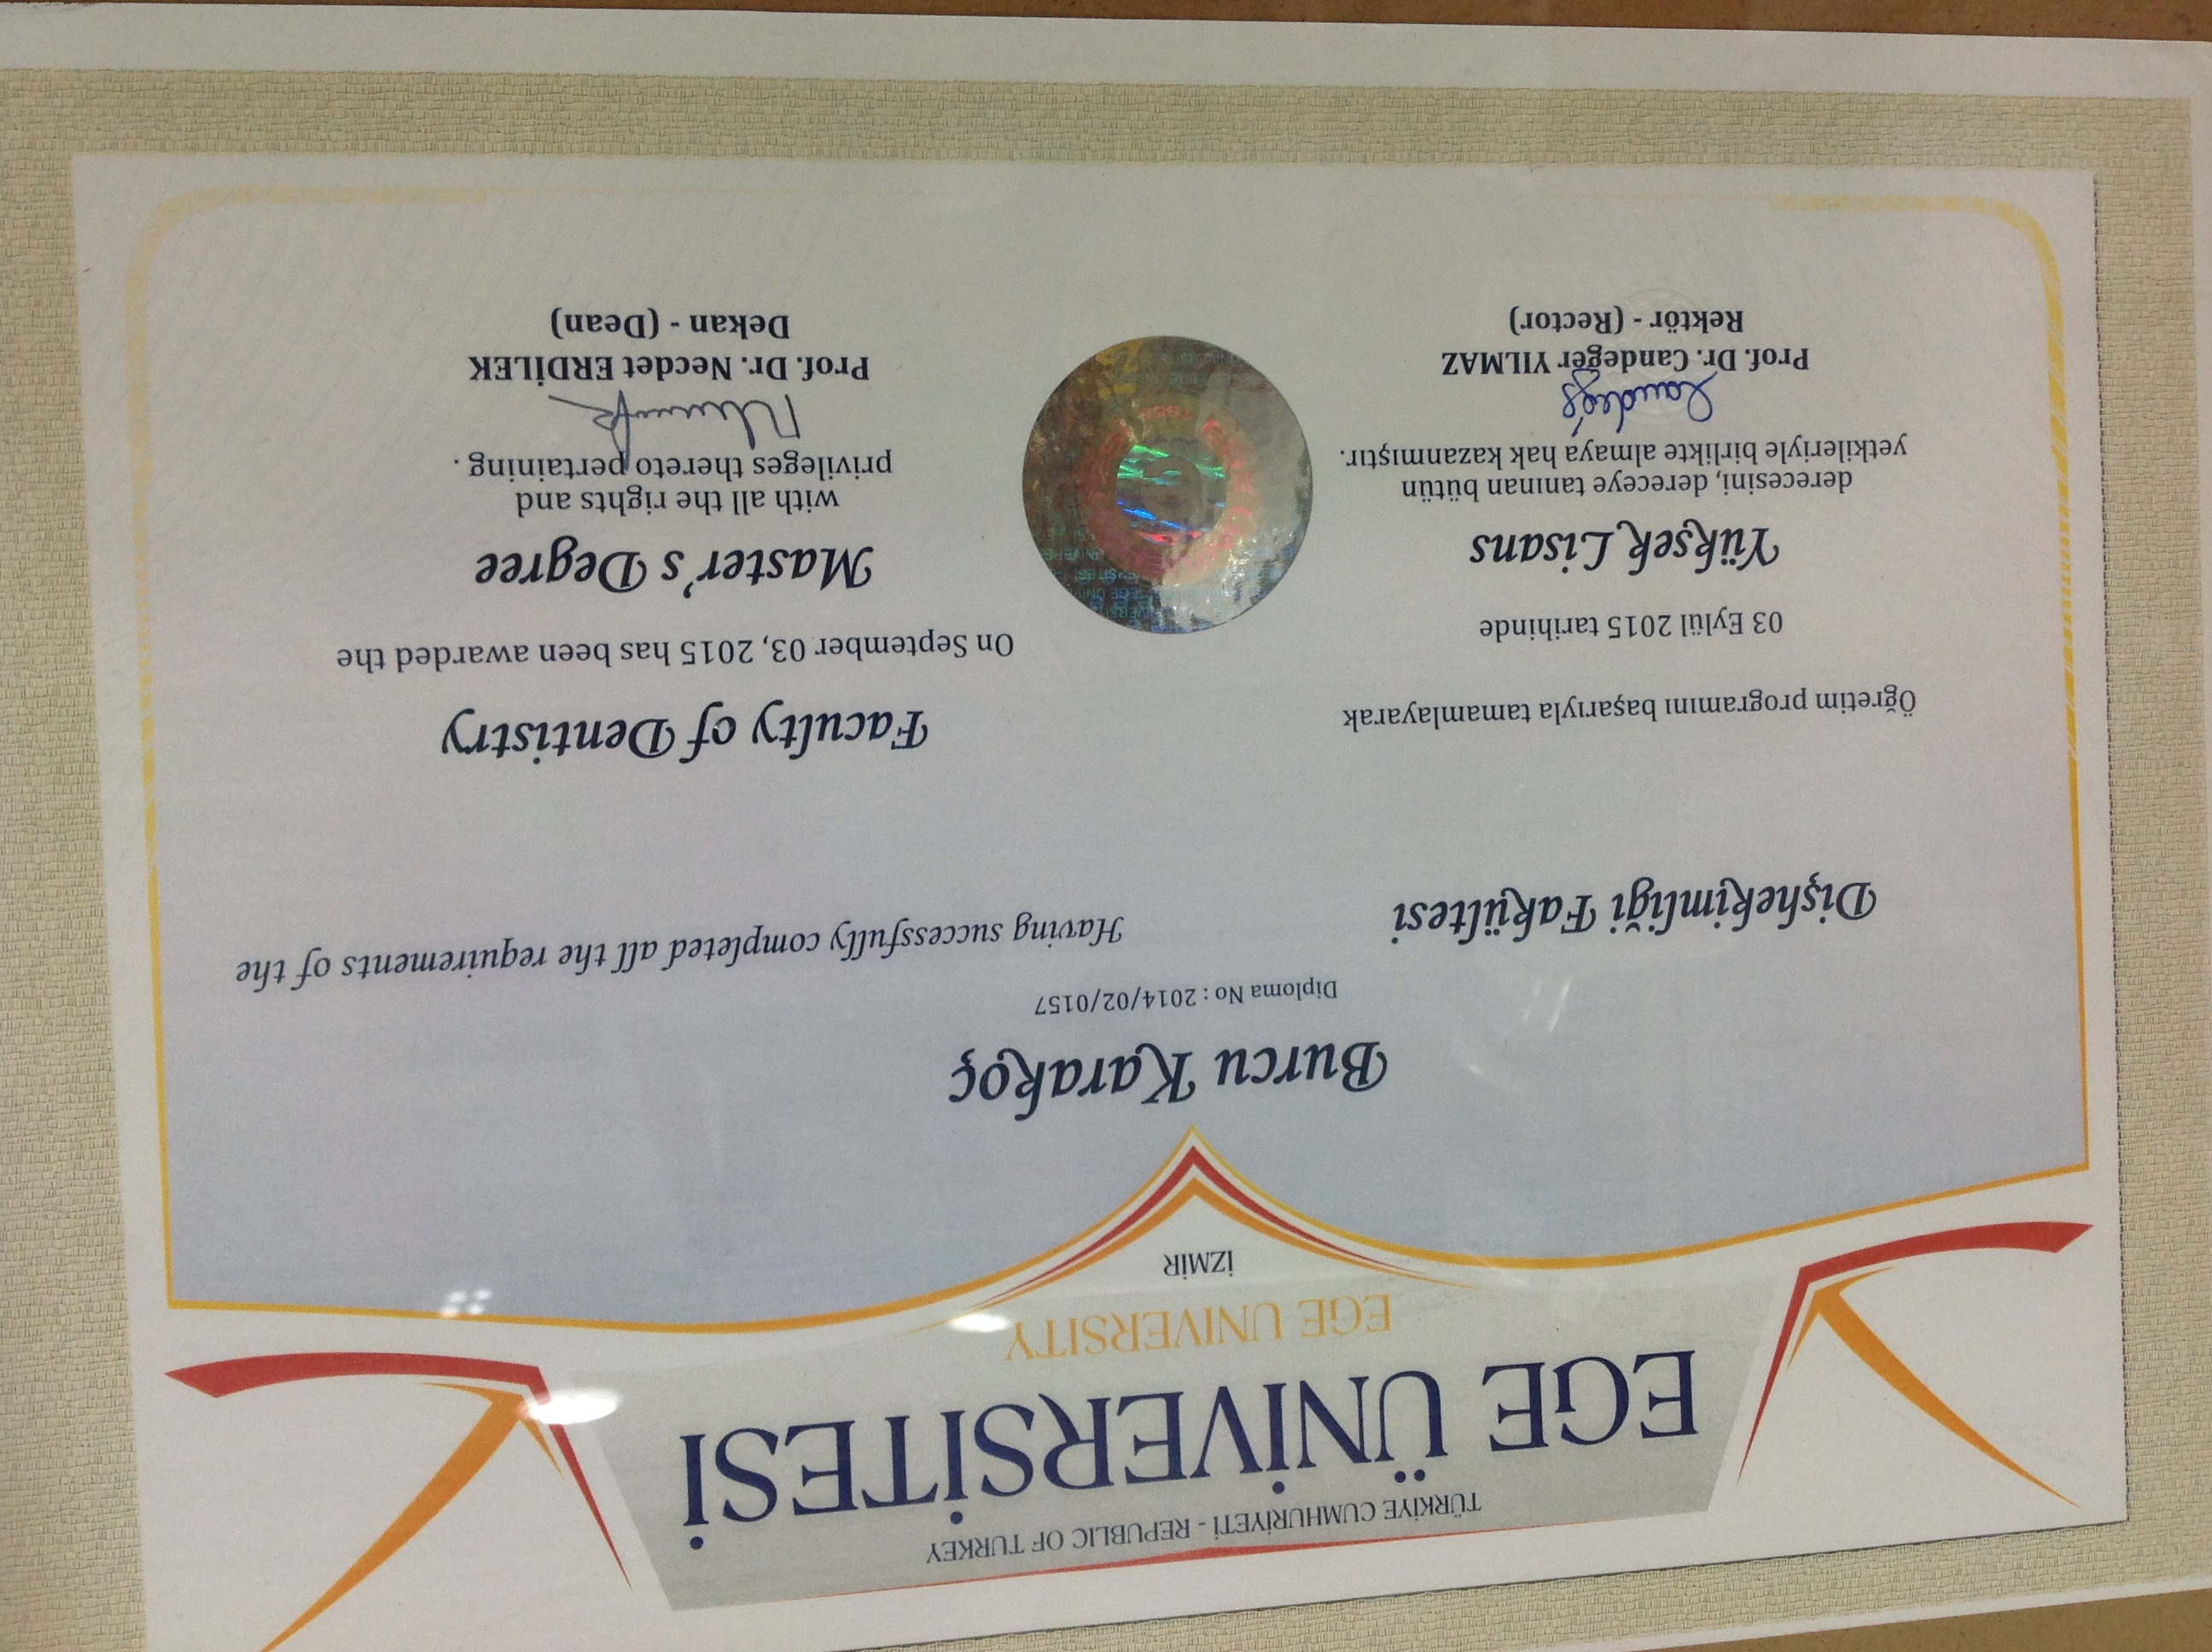 TÜRKİYE CUMHURİYETİ - REPUBLIC OF TURKEY
EGE ÜNİVERSİTESİ
EGE UNIVERSITY
İZMİR
Burcu Karakoç
Diploma No : 2014/02/0157
Dişhekimliği Fakültesi
Öğretim programını başarıyla tamamlayarak
03 Eylül 2015 tarihinde
Yüksek Lisans
derecesini, dereceye tanınan bütün
yetkileriyle birlikte almaya hak kazanmıştır.
Prof. Dr. Candeğer YILMAZ
Rektör - (Rector)
Having successfully completed all the requirements of the
Faculty of Dentistry
On September 03, 2015 has been awarded the
Master's Degree
with all the rights and
privileges thereto pertaining .
Prof. Dr. Necdet ERDİLEK
Dekan - (Dean)